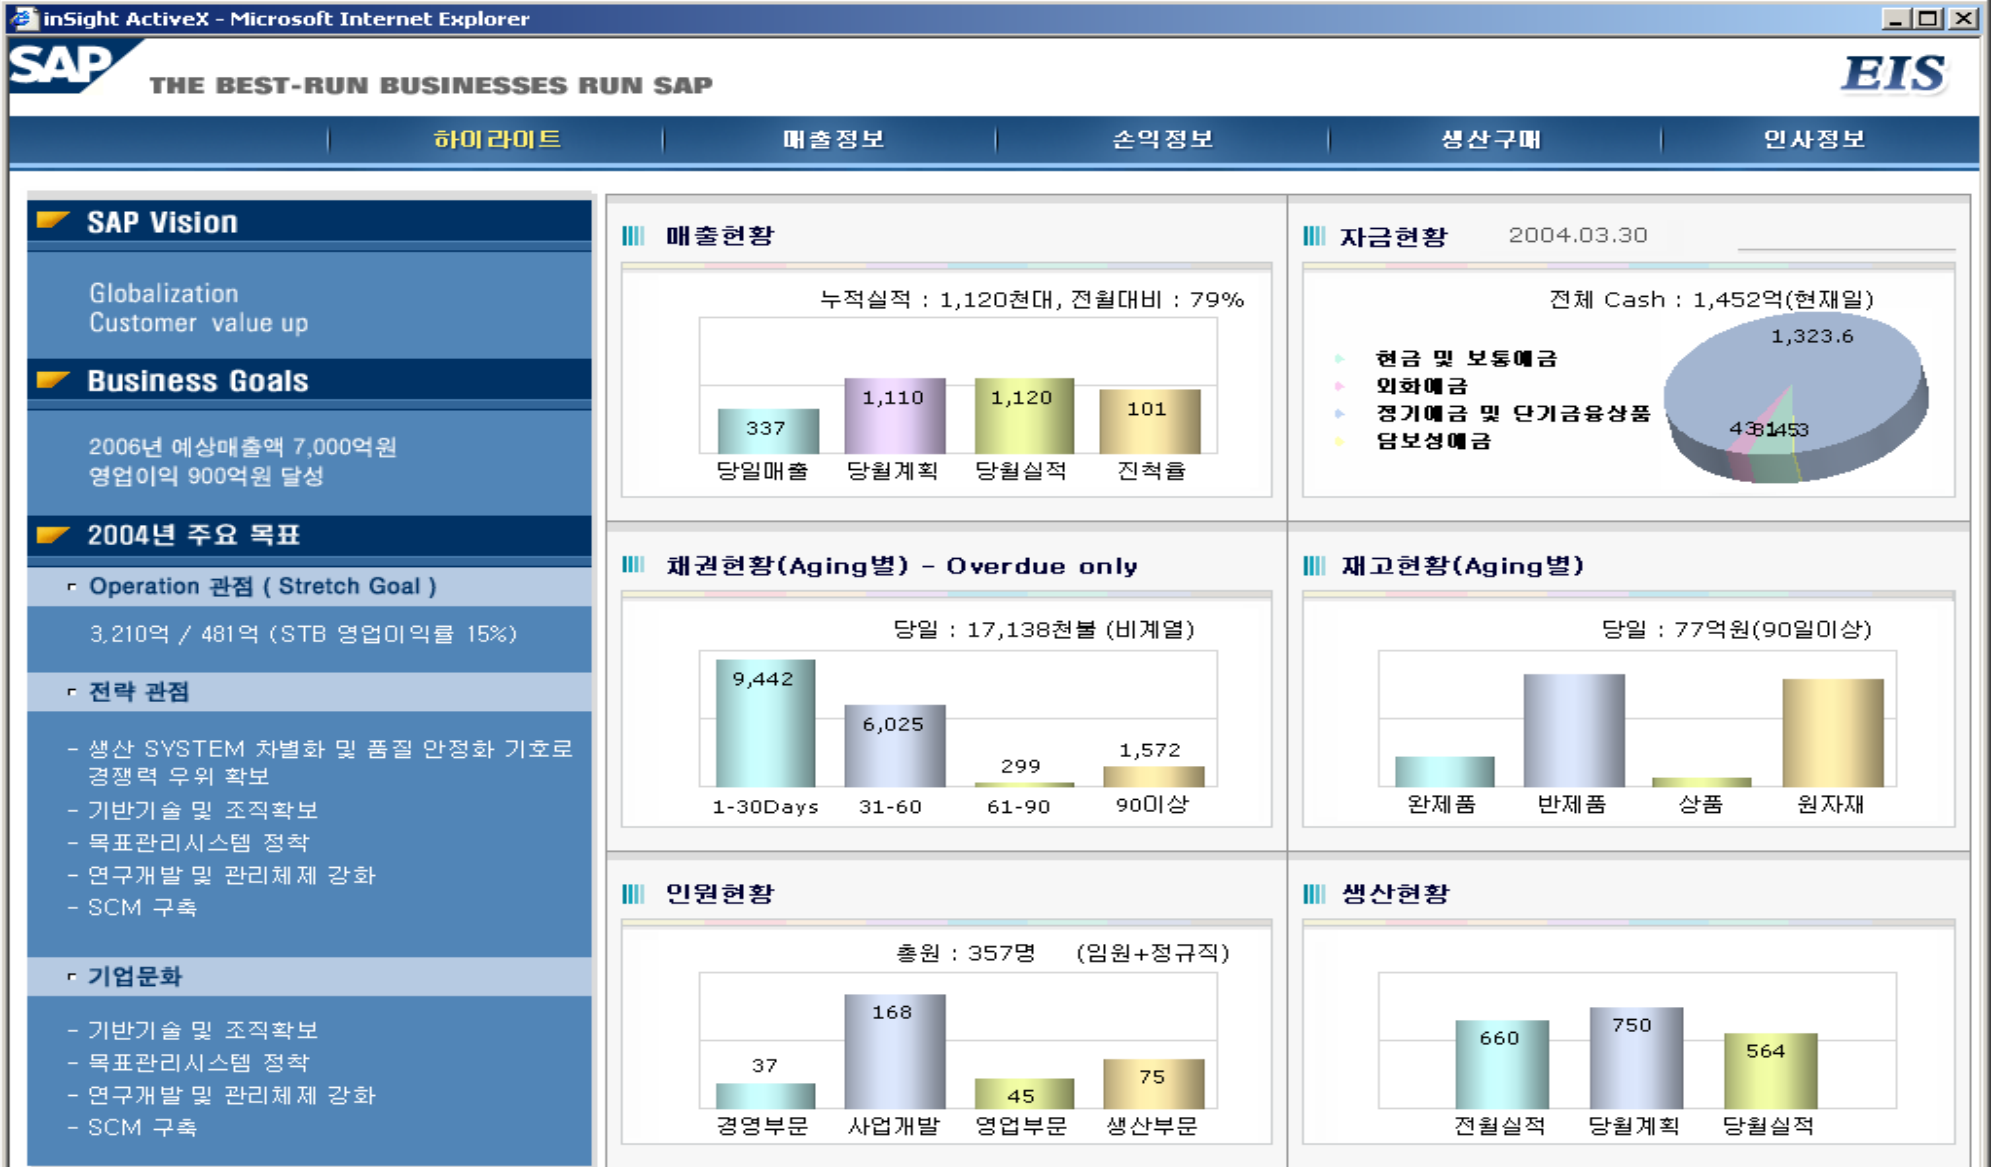 inSight ActiveX - Microsoft Internet Explorer
SAP
THE BEST-RUN BUSINESSES RUN SAP
EIS
하이라이트
매출정보
손익정보
생산구매
인사정보
SAP Vision
Globalization
Customer value up
Business Goals
2006년 예상매출액 7,000억원
영업이익 900억원 달성
2004년 주요 목표
Operation 관점 ( Stretch Goal )
3,210억 / 481억 (STB 영업이익률 15%)
전략 관점
- 생산 SYSTEM 차별화 및 품질 안정화 기호로
경쟁력 우위 확보
- 기반기술 및 조직확보
- 목표관리시스템 정착
- 연구개발 및 관리체제 강화
- SCM 구축
기업문화
- 기반기술 및 조직확보
- 목표관리시스템 정착
- 연구개발 및 관리체제 강화
- SCM 구축
매출현황
누적실적 : 1,120천대, 전월대비 : 79%
337
1,110
1,120
101
당일매출
당월계획
당월실적
진척율
자금현황
2004.03.30
전체 Cash : 1,452억(현재일)
현금 및 보통예금
외화예금
정기예금 및 단기금융상품
담보성예금
1,323.6
채권현황(Aging별) - Overdue only
당일 : 17,138천불 (비계열)
9,442
6,025
299
1,572
1-30Days
31-60
61-90
90이상
재고현황(Aging별)
당일 : 77억원(90일이상)
완제품
반제품
상품
원자재
인원현황
총원 : 357명 (임원+정규직)
37
168
45
75
경영부문
사업개발
영업부문
생산부문
생산현황
660
750
564
전월실적
당월계획
당월실적